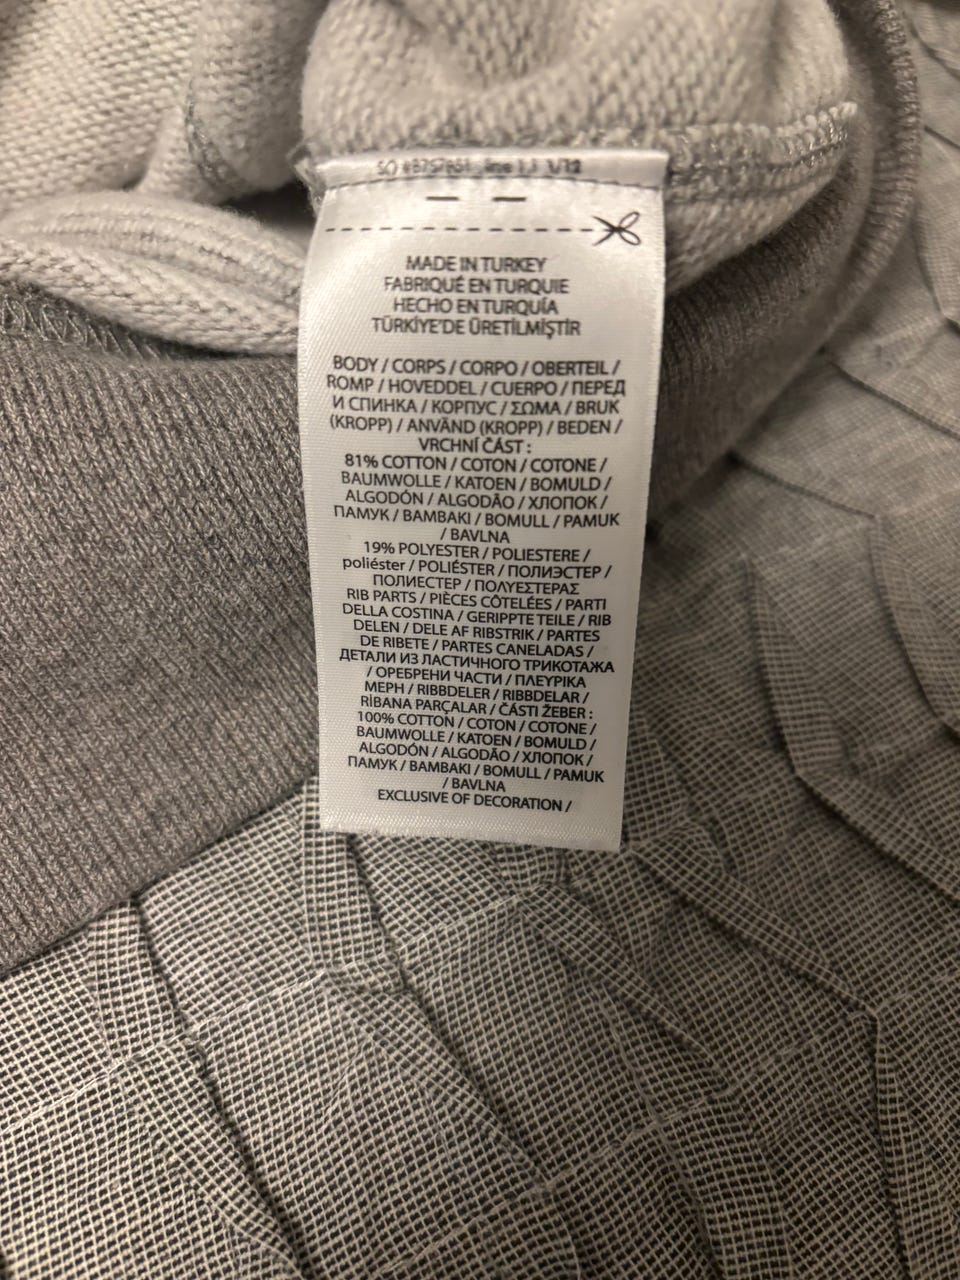 MADE IN TURKEY
FABRIQUÉ EN TURQUIE
HECHO EN TURQUÍA
TÜRKİYE'DE ÜRETİLMİŞTİR
BODY / CORPS / CORPO / OBERTEIL /
ROMP / HOVEDDEL / CUERPO / ПЕРЕД
И СПИНКА / КОРПУС / ΣΩΜΑ / BRUK
(KROPP) / ANVÄND (KROPP) / BEDEN /
VRCHNÍ ČÁST :
81% COTTON / COTON / COTONE /
BAUMWOLLE / KATOEN / BOMULD /
ALGODÓN / ALGODÃO / ХЛОПОК /
ПАМУК / BAMBAKI / BOMULL / PAMUK
/ BAVLNA
19% POLYESTER / POLIESTERE /
poliéster / POLIÉSTER / ПОЛИЭСТЕР /
ПОЛИЕСТЕР / ΠΟΛΥΕΣΤΕΡΑΣ
RIB PARTS / PIÈCES CÔTELÉES / PARTI
DELLA COSTINA / GERIPPTE TEILE / RIB
DELEN / DELE AF RIBSTRIK / PARTES
DE RIBETE / PARTES CANELADAS /
ДЕТАЛИ ИЗ ЛАСТИЧНОГО ТРИКОТАЖА
/ ОРЕБРЕНИ ЧАСТИ / ΠΛΕΥΡΙΚΑ
ΜΕΡΗ / RIBBDELER / RIBBDELAR /
RİBANA PARÇALAR / ČÁSTI ŽEBER :
100% COTTON / COTON / COTONE /
BAUMWOLLE / KATOEN / BOMULD /
ALGODÓN / ALGODÃO / ХЛОПОК /
ПАМУК / BAMBAKI / BOMULL / PAMUK
/ BAVLNA
EXCLUSIVE OF DECORATION /